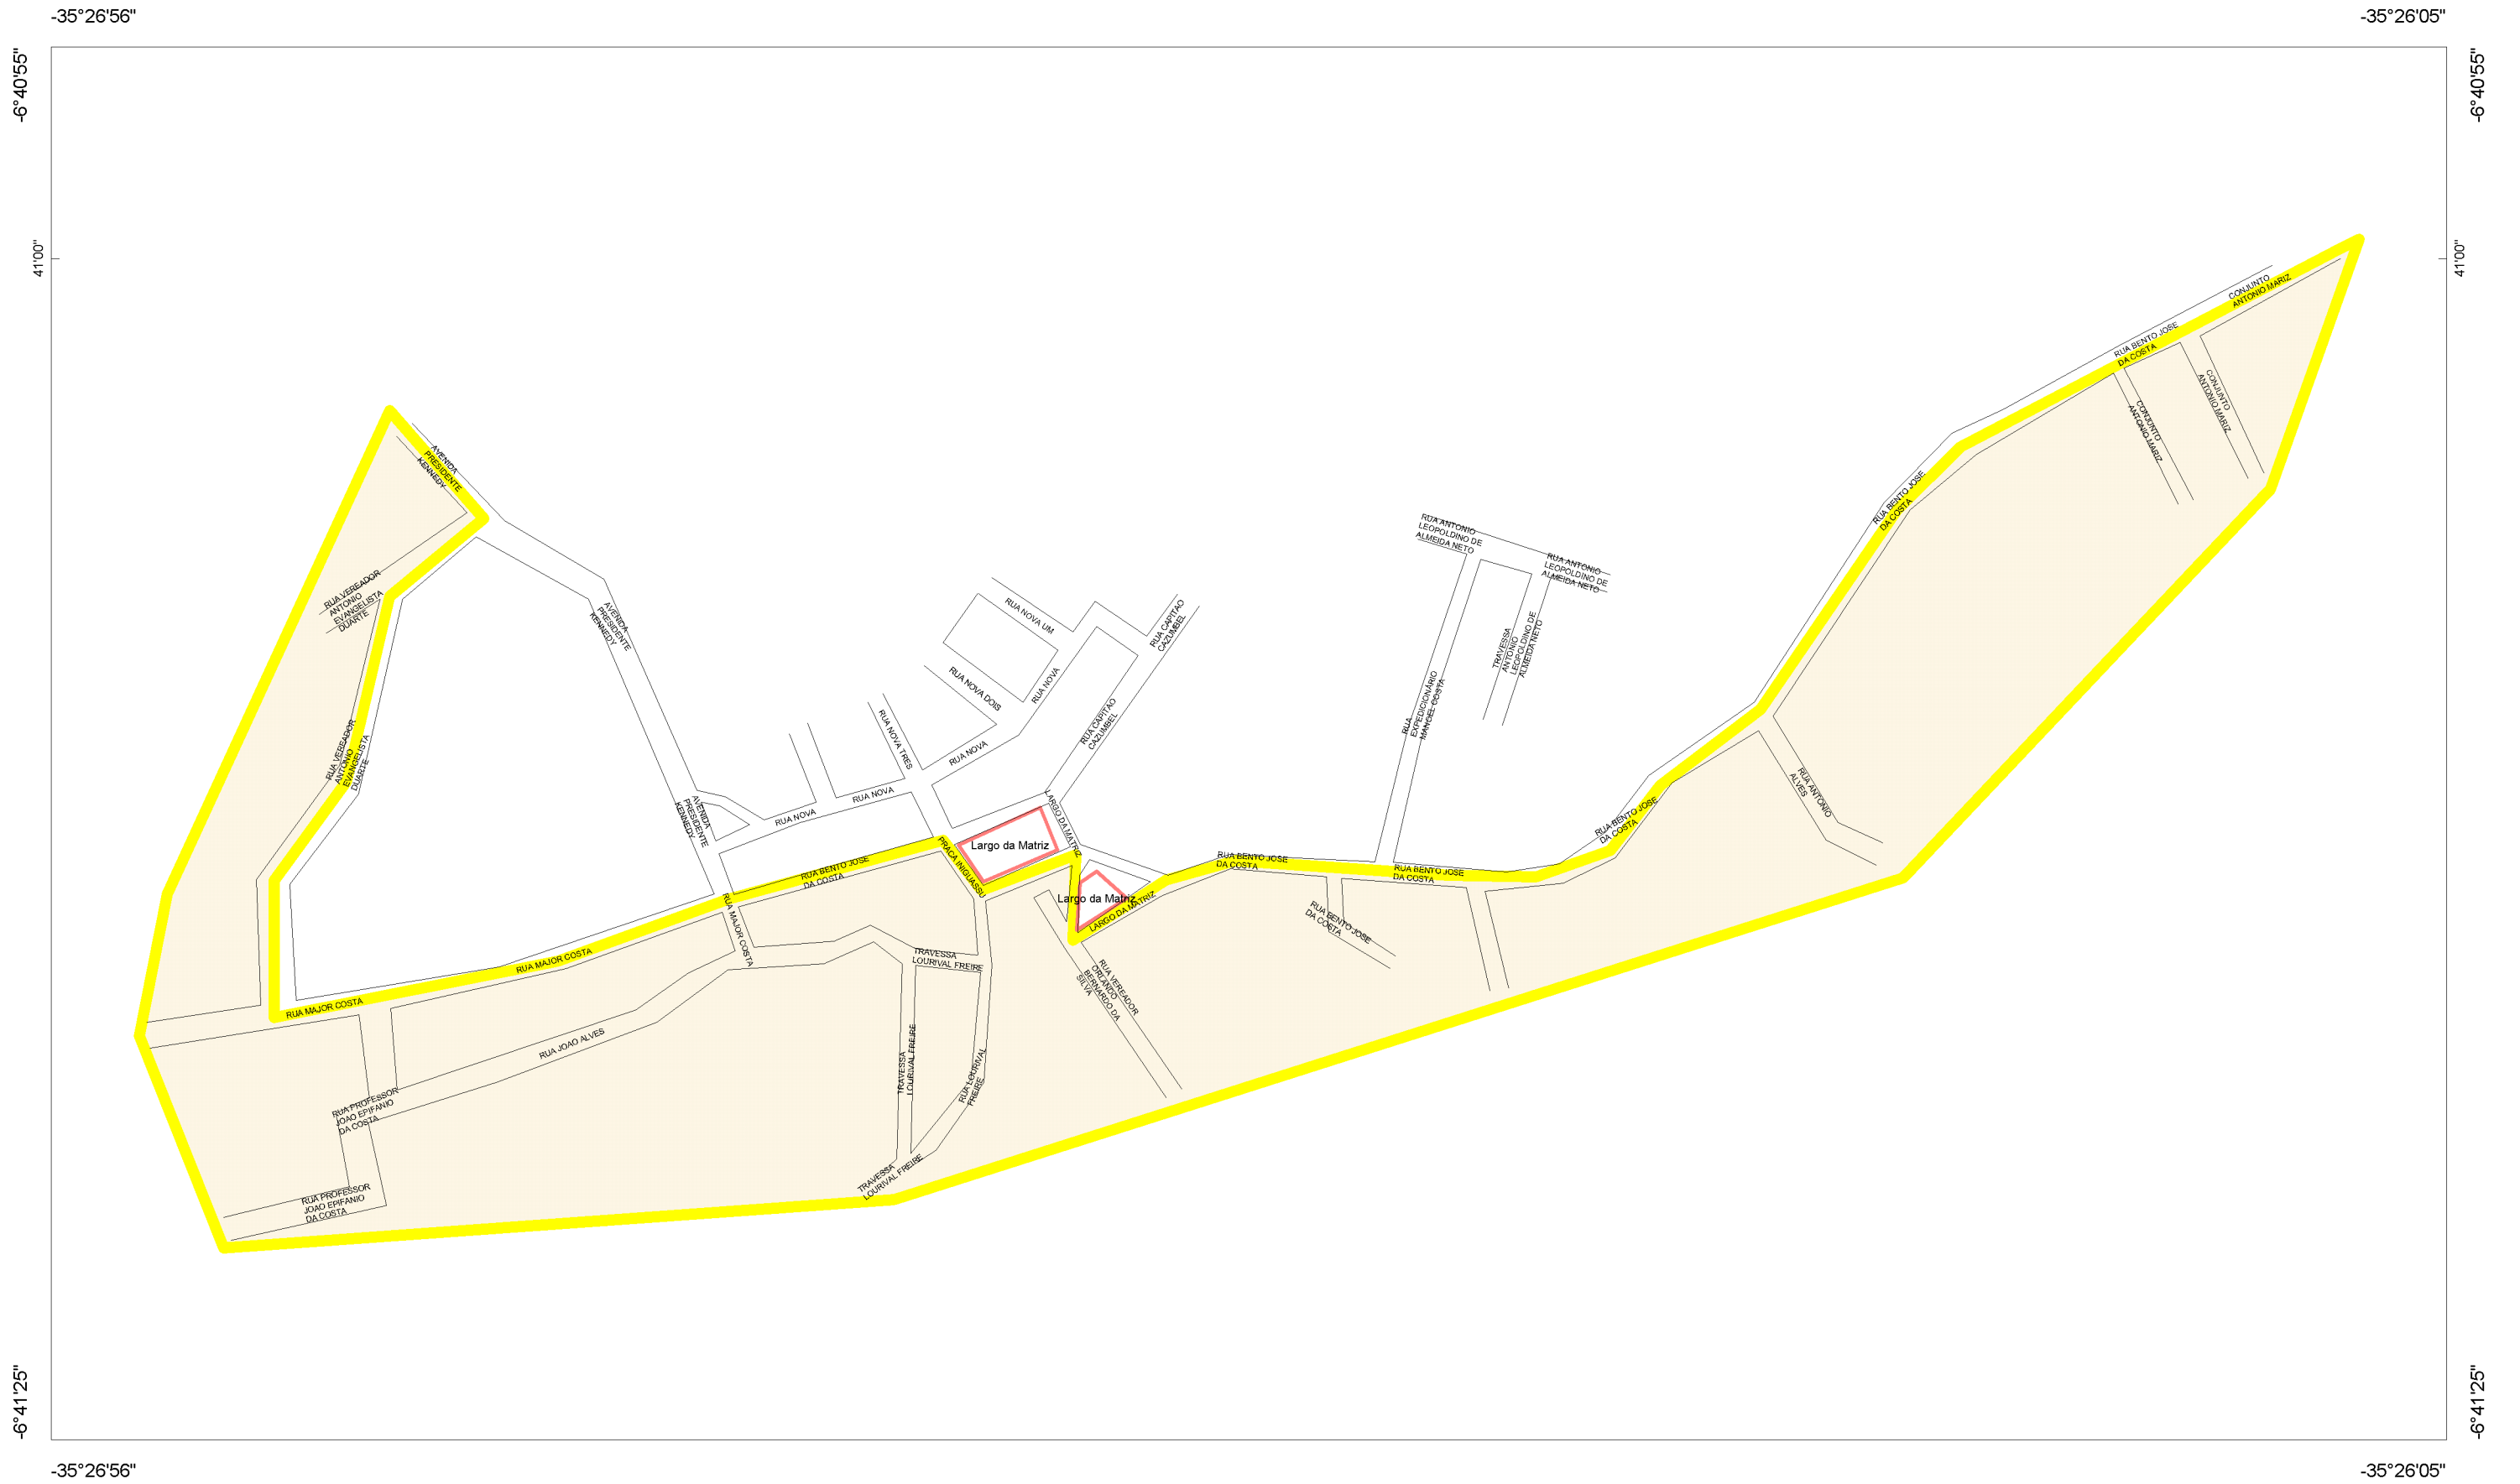 -35°26'56"
-35°26'05"
-6°40'55"
-6°40'55"
41'00"
41'00"
CONJUNTO
ANTONIO MARIZ
RUA BENTO JOSE
DA COSTA
CONJUNTO
ANTONIO MARIZ
CONJUNTO
ANTONIO MARIZ
AVENIDA
PRESIDENTE
KENNEDY
RUA BENTO JOSE
DA COSTA
RUA ANTONIO
LEOPOLDINO DE
ALMEIDA NETO
RUA ANTONIO
LEOPOLDINO DE
ALMEIDA NETO
RUA VEREADOR
ANTONIO
EVANGELISTA
DUARTE
AVENIDA
PRESIDENTE
KENNEDY
RUA NOVA UM
RUA CAPITAO
CAZUMBEL
TRAVESSA
ANTONIO
LEOPOLDINO DE
ALMEIDA NETO
RUA NOVA DOIS
RUA NOVA
RUA EXPEDICIONÁRIO
MANOEL COSTA
RUA NOVA TRES
RUA CAPITAO
CAZUMBEL
RUA NOVA
RUA VEREADOR
ANTONIO
EVANGELISTA
DUARTE
RUA ANTONIO
ALVES
RUA NOVA
RUA NOVA
AVENIDA
PRESIDENTE
KENNEDY
LARGO DA MATRIZ
RUA BENTO JOSE
DA COSTA
Largo da Matriz
PRACA INIGUASSU
RUA BENTO JOSE
DA COSTA
RUA BENTO JOSE
DA COSTA
RUA BENTO JOSE
DA COSTA
Largo da Matriz
LARGO DA MATRIZ
RUA BENTO JOSE
DA COSTA
RUA MAJOR COSTA
RUA MAJOR COSTA
TRAVESSA
LOURIVAL FREIRE
RUA VEREADOR
ORLANDO
BERNARDO DA
SILVA
RUA MAJOR COSTA
RUA JOAO ALVES
TRAVESSA
LOURIVAL FREIRE
RUA LOURIVAL
FREIRE
RUA PROFESSOR
JOAO EPIFANIO
DA COSTA
TRAVESSA
LOURIVAL FREIRE
RUA PROFESSOR
JOAO EPIFANIO
DA COSTA
-6°41'25"
-6°41'25"
-35°26'56"
-35°26'05"